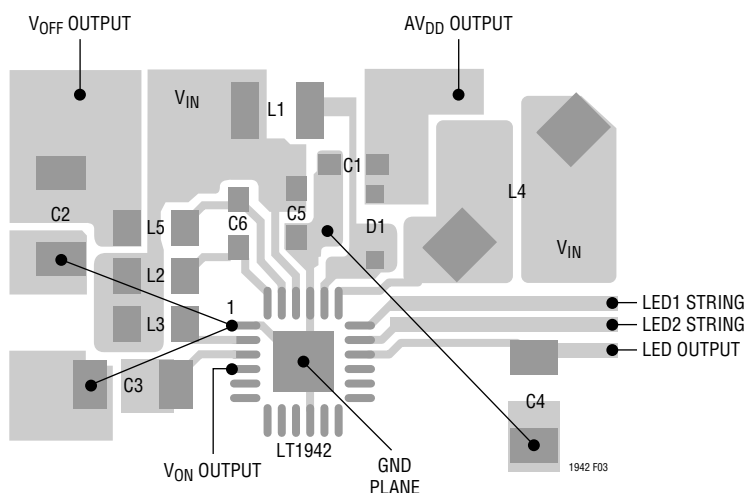 VOFF OUTPUT
AVDD OUTPUT
VIN
L1
C1
L4
C2
L5
C6
C5
D1
VIN
L2
1
L3
LED1 STRING
LED2 STRING
LED OUTPUT
C3
C4
LT1942
VON OUTPUT
GND
PLANE
1942 F03